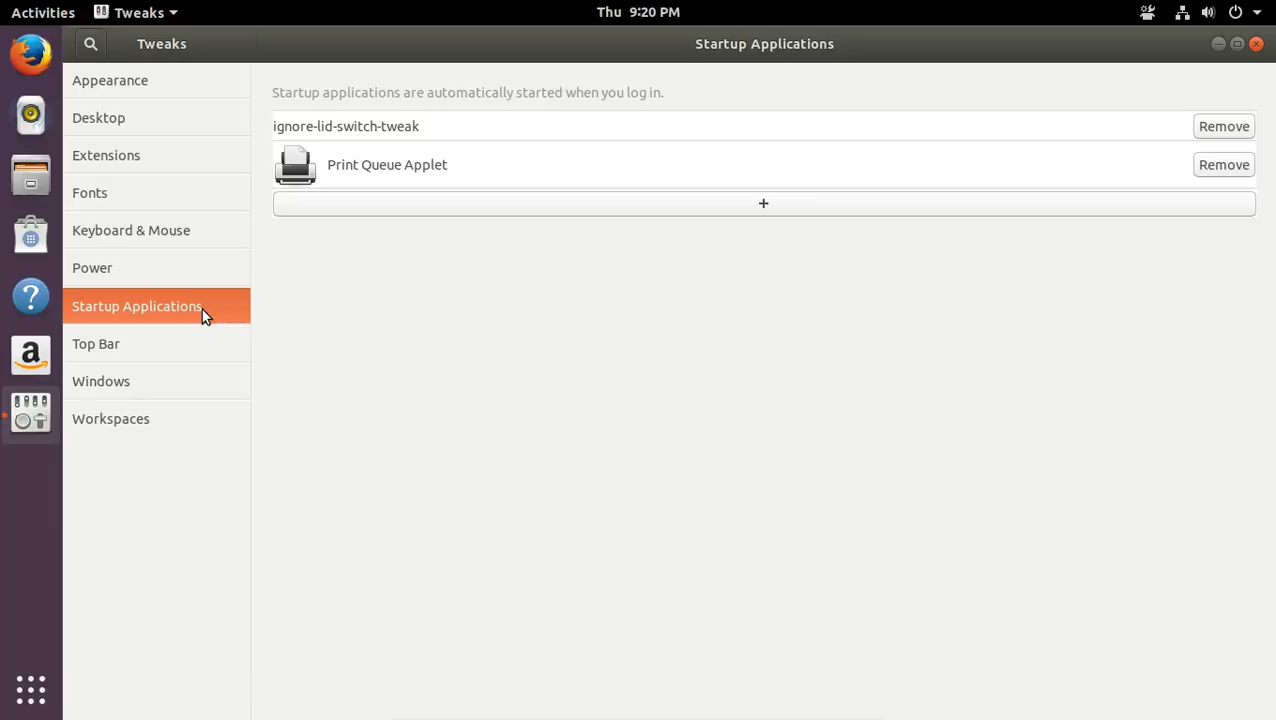 Activities Tweaks Thu 9:20 PM
Tweaks Startup Applications
Appearance
Desktop
Extensions
Fonts
Keyboard & Mouse
Power
Startup Applications
Top Bar
Windows
Workspaces
Startup applications are automatically started when you log in.
ignore-lid-switch-tweak Remove
Print Queue Applet Remove
+
?
a